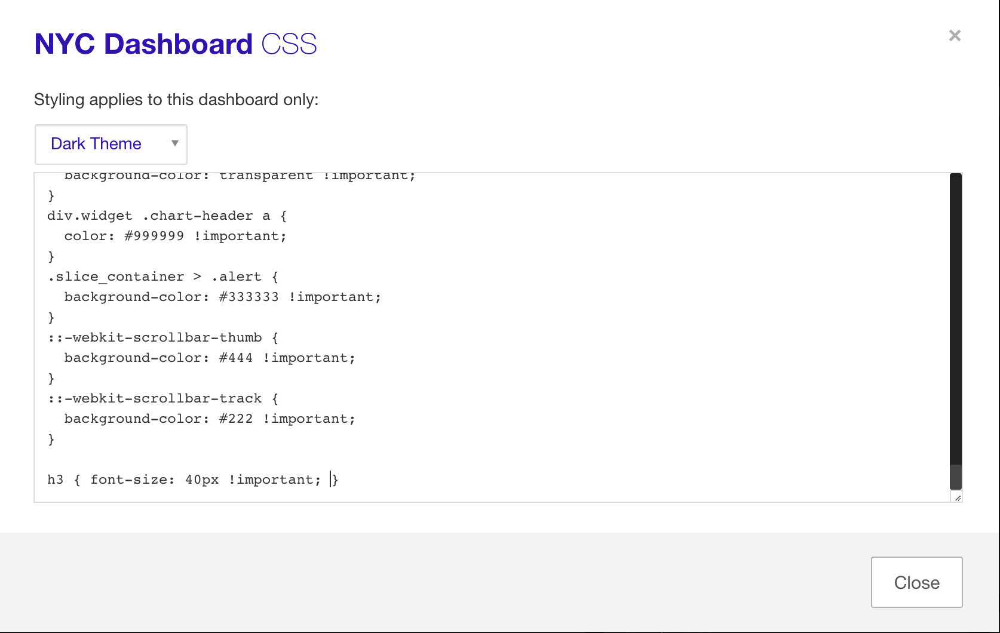 NYC Dashboard CSS
×
Styling applies to this dashboard only:
Dark Theme
background-color: transparent !important;
}
div.widget .chart-header a {
color: #999999 !important;
}
.slice_container > .alert {
background-color: #333333 !important;
}
::-webkit-scrollbar-thumb {
background-color: #444 !important;
}
::-webkit-scrollbar-track {
background-color: #222 !important;
}
h3 { font-size: 40px !important; }
Close